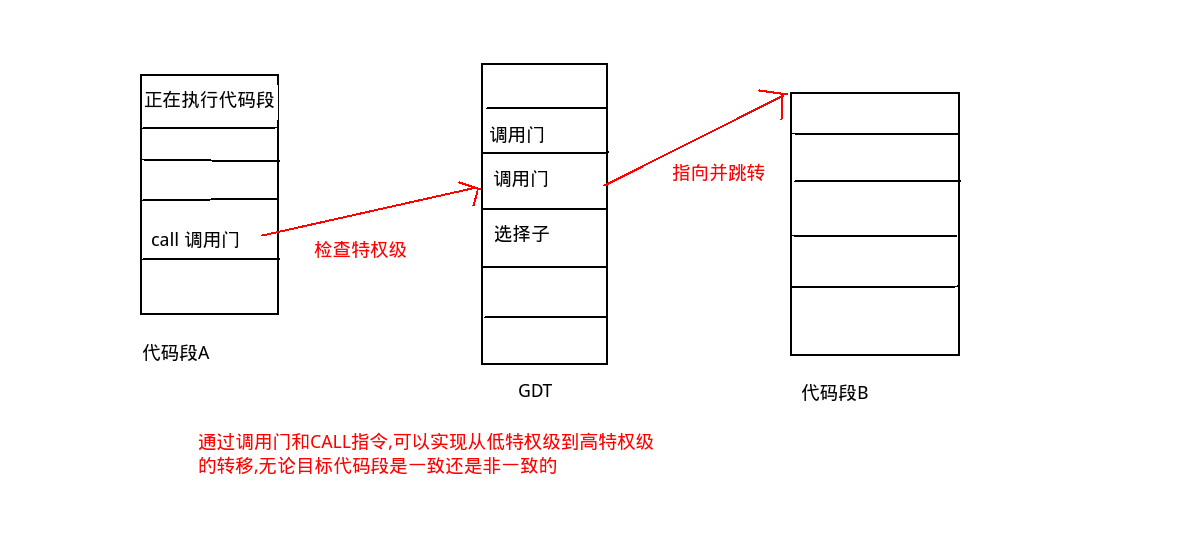 正在执行代码段
call 调用门
代码段A
检查特权级
调用门
调用门
选择子
GDT
指向并跳转
代码段B
通过调用门和CALL指令,可以实现从低特权级到高特权级
的转移,无论目标代码段是一致还是非一致的